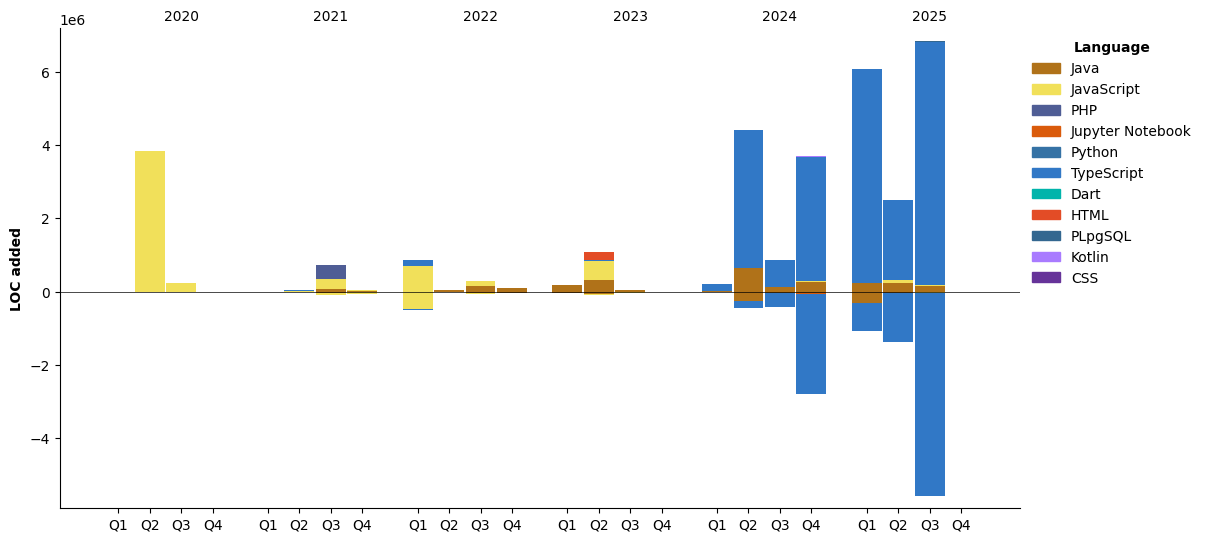 2020 2021 2022 2023 2024 2025
1e6
Language
Java
JavaScript
PHP
Jupyter Notebook
Python
TypeScript
Dart
HTML
PLpgSQL
Kotlin
CSS
LOC added
6
4
2
0
−2
−4
Q1 Q2 Q3 Q4 Q1 Q2 Q3 Q4 Q1 Q2 Q3 Q4 Q1 Q2 Q3 Q4 Q1 Q2 Q3 Q4 Q1 Q2 Q3 Q4